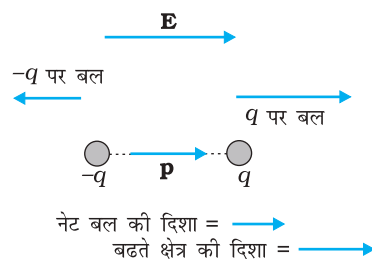 E
–q पर बल
q पर बल
–q
p
q
नेट बल की दिशा =
बढते क्षेत्र की दिशा =